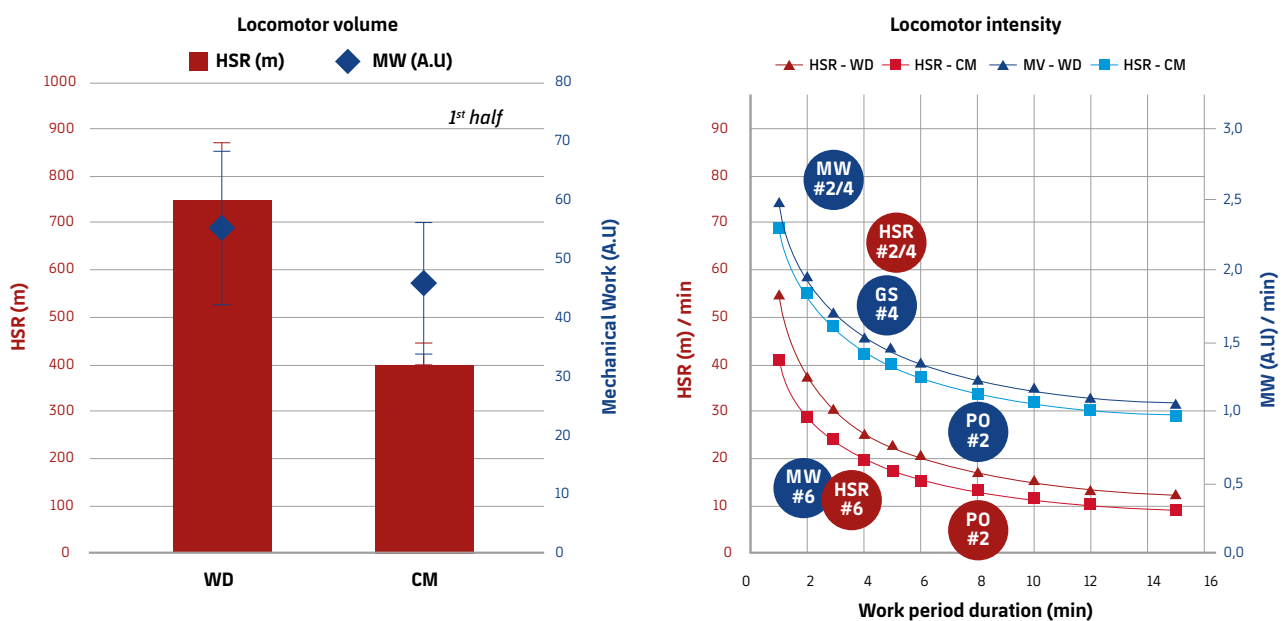 Locomotor volume
HSR (m) MW (A.U)
1st half
1000
900
800
700
600
500
400
300
200
100
0
HSR (m)
80
70
60
50
40
30
20
10
0
Mechanical Work (A.U)
WD CM
Locomotor intensity
HSR - WD HSR - CM MV - WD HSR - CM
90
80
70
60
50
40
30
20
10
0
HSR (m) / min
3,0
2,5
2,0
1,5
1,0
0,5
0,0
MW (A.U) / min
MW
#2/4
HSR
#2/4
GS
#4
PO
#2
MW
#6
HSR
#6
PO
#2
0 2 4 6 8 10 12 14 16
Work period duration (min)